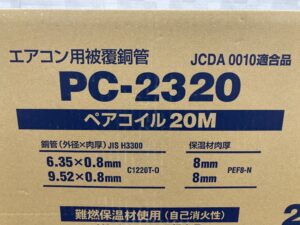 エアコン用被覆銅管 JCDA 0010適合品
PC-2320
ペアコイル 20M
銅管（外径×肉厚）JIS H3300 保温材肉厚
6.35×0.8mm C1220T-O 8mm PEF8-N
9.52×0.8mm 8mm
難燃保温材使用（自己消火性）
2